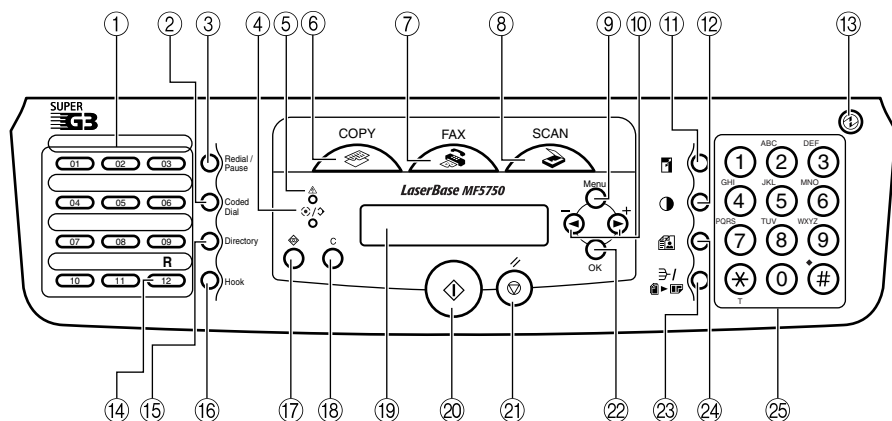 ① ② ③ ④ ⑤ ⑥ ⑦ ⑧ ⑨ ⑩ ⑪ ⑫ ⑬
SUPER
G3
COPY FAX SCAN
01 02 03
Redial /
Pause
04 05 06
Coded
Dial
07 08 09
Directory
R
10 11 12
Hook
LaserBase MF5750
Menu
− +
OK
C
1 ABC 2 DEF 3
GHI 4 JKL 5 MNO 6
PQRS 7 TUV 8 WXYZ 9
* 0 #
T
⑭ ⑮ ⑯ ⑰ ⑱ ⑲ ⑳ ㉑ ㉒ ㉓ ㉔ ㉕